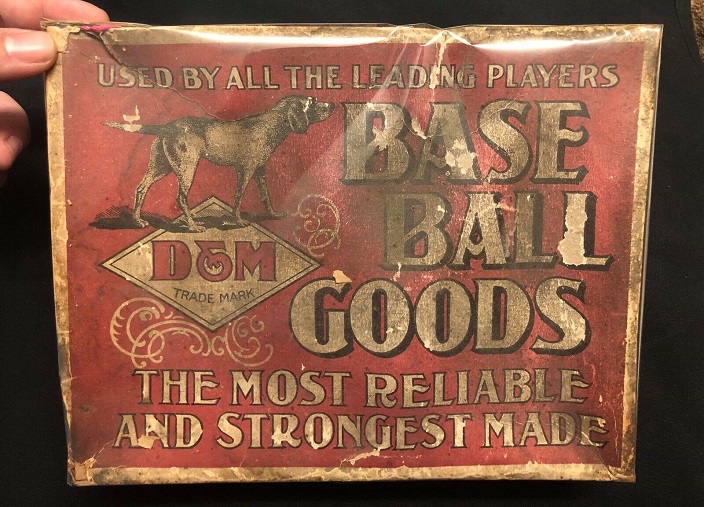 USED BY ALL THE LEADING PLAYERS
BASE
BALL
GOODS
D&M
TRADE MARK
THE MOST RELIABLE
AND STRONGEST MADE